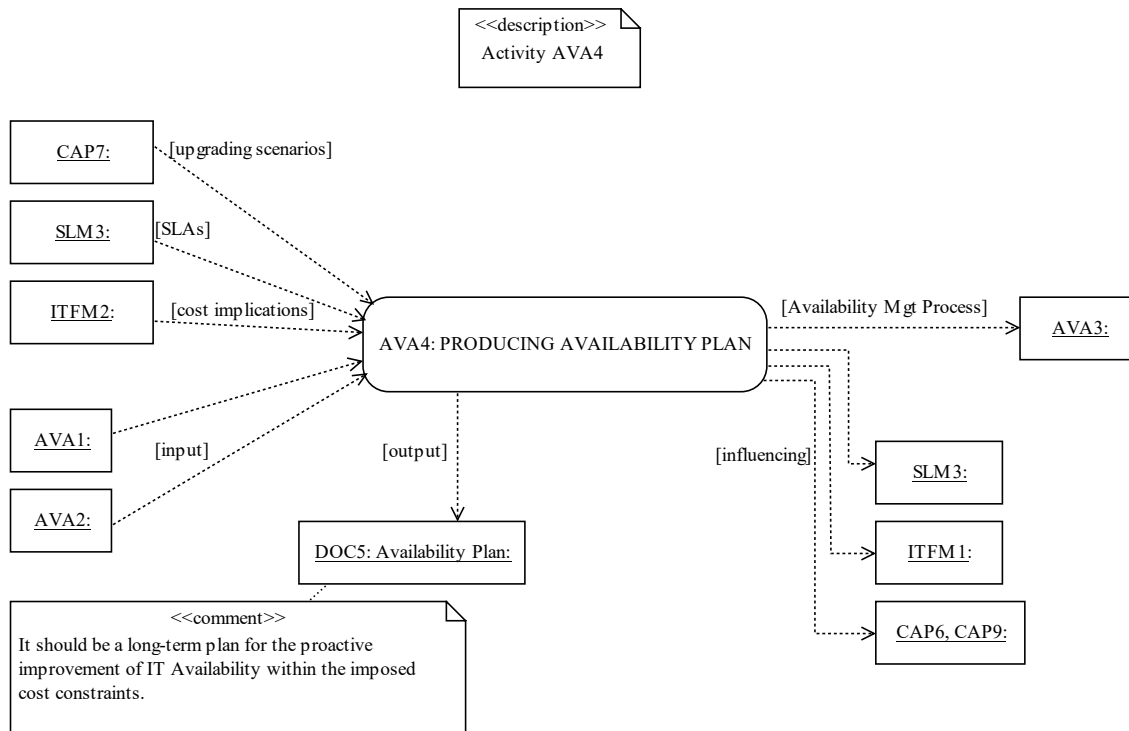 <<description>>
Activity AVA4
CAP7:
[upgrading scenarios]
SLM3:
[SLAs]
ITFM2:
[cost implications]
[Availability Mgt Process]
AVA3:
AVA4: PRODUCING AVAILABILITY PLAN
AVA1:
[input]
[output]
[influencing]
SLM3:
AVA2:
DOC5: Availability Plan:
ITFM1:
CAP6, CAP9:
<<comment>>
It should be a long-term plan for the proactive
improvement of IT Availability within the imposed
cost constraints.